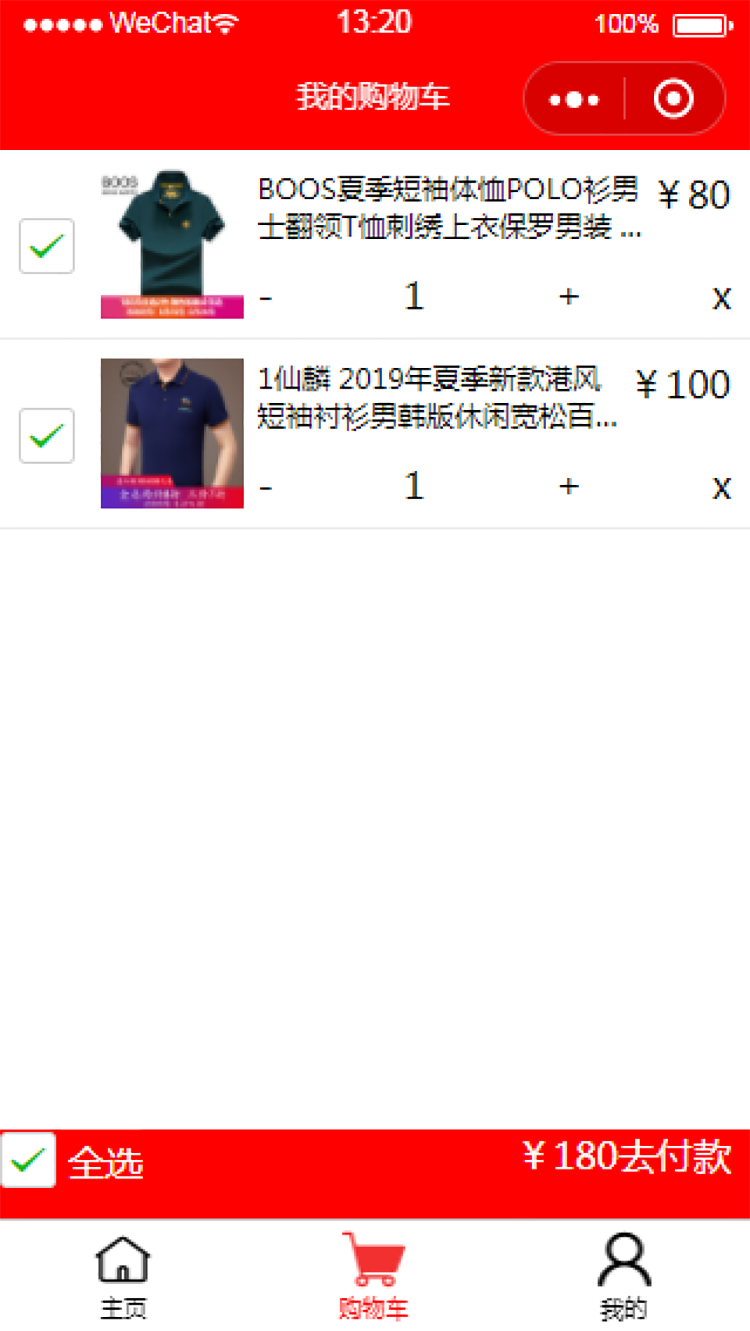 WeChat
13:20
100%
我的购物车
BOOS
BOOS夏季短袖体恤POLO衫男
士翻领T恤刺绣上衣保罗男装 ...
¥ 80
- 1 + x
1仙麟 2019年夏季新款港风
短袖衬衫男韩版休闲宽松百...
¥ 100
- 1 + x
全选
¥ 180去付款
主页
购物车
我的